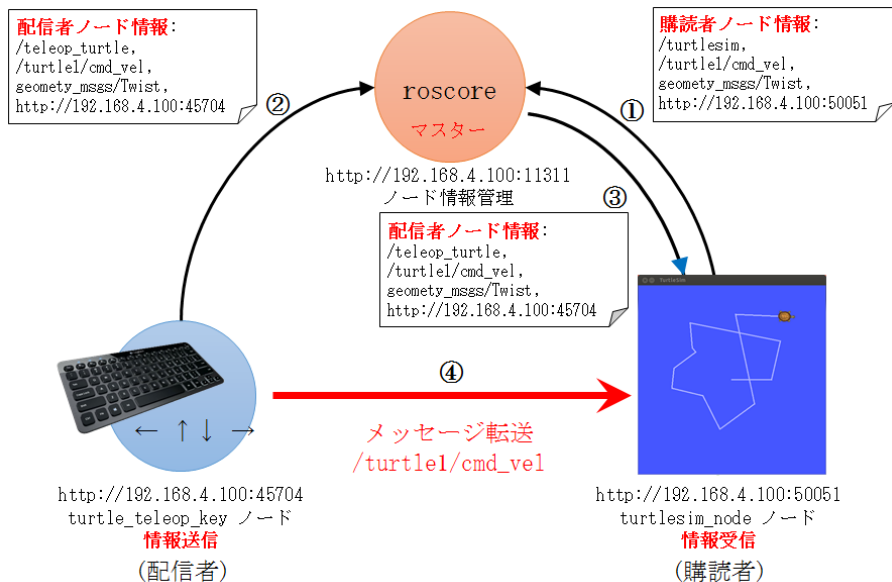 配信者ノード情報:
/teleop_turtle,
/turtle1/cmd_vel,
geomety_msgs/Twist,
http://192.168.4.100:45704
②
roscore
マスター
http://192.168.4.100:11311
ノード情報管理
購読者ノード情報:
/turtlesim,
/turtle1/cmd_vel,
geomety_msgs/Twist,
http://192.168.4.100:50051
①
③
配信者ノード情報:
/teleop_turtle,
/turtle1/cmd_vel,
geomety_msgs/Twist,
http://192.168.4.100:45704
TurtleSim
← ↑↓ →
④
メッセージ転送
/turtle1/cmd_vel
http://192.168.4.100:45704
turtle_teleop_key ノード
情報送信
(配信者)
http://192.168.4.100:50051
turtlesim_node ノード
情報受信
(購読者)